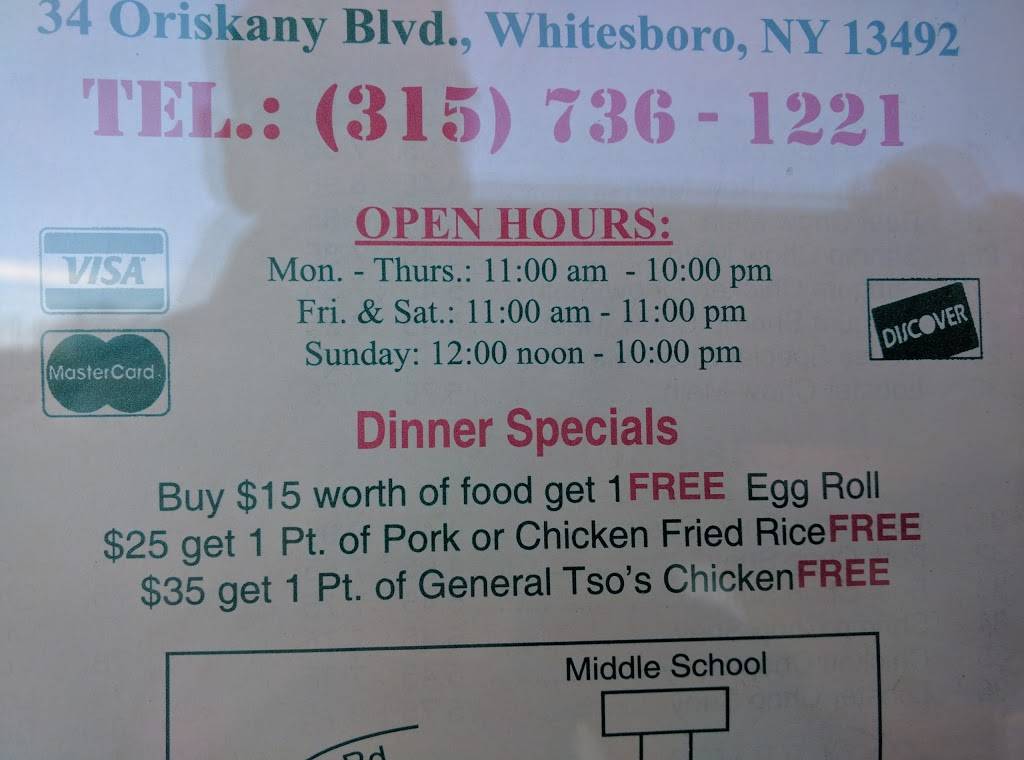 34 Oriskany Blvd., Whitesboro, NY 13492
TEL.: (315) 736 - 1221
OPEN HOURS:
VISA
Mon. - Thurs.: 11:00 am - 10:00 pm
Fri. & Sat.: 11:00 am - 11:00 pm
DISCOVER
Sunday: 12:00 noon - 10:00 pm
MasterCard
Dinner Specials
Buy $15 worth of food get 1 FREE Egg Roll
$25 get 1 Pt. of Pork or Chicken Fried Rice FREE
$35 get 1 Pt. of General Tso's Chicken FREE
Middle School
Rd